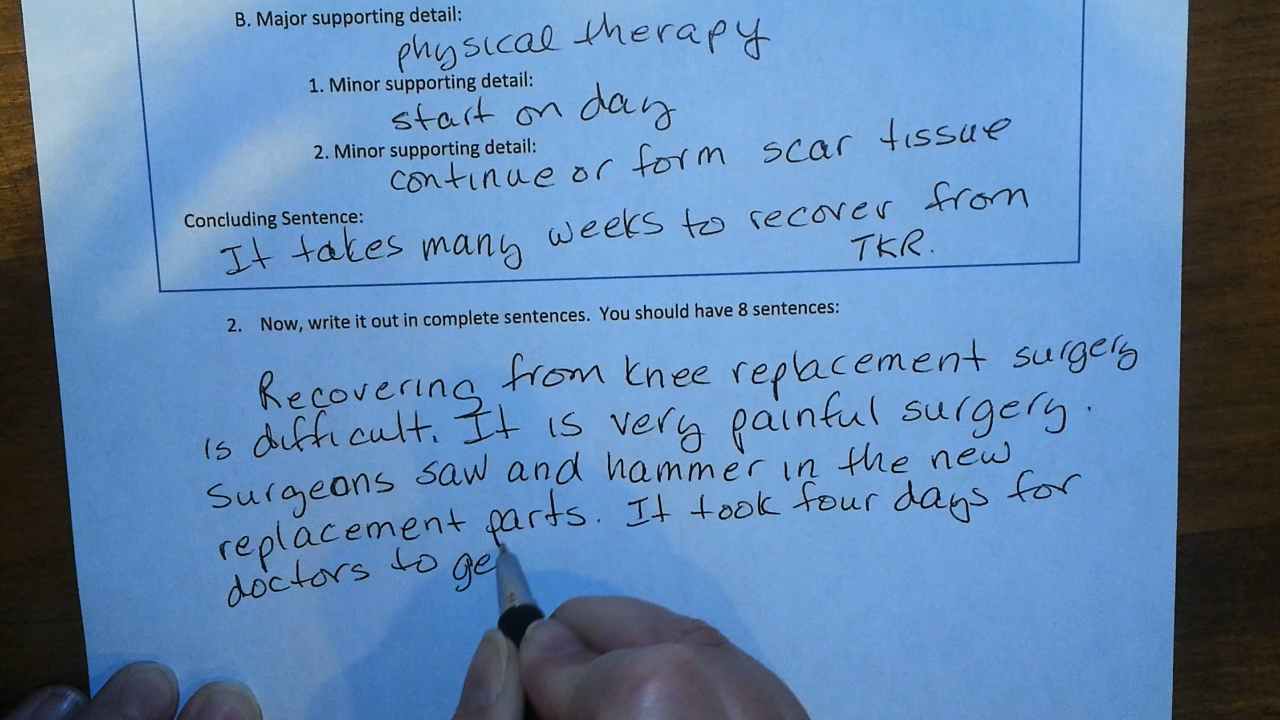 B. Major supporting detail:
physical therapy
1. Minor supporting detail:
start on day
2. Minor supporting detail:
continue or form scar tissue
Concluding Sentence:
It takes many weeks to recover from
TKR.
2. Now, write it out in complete sentences. You should have 8 sentences:
Recovering from knee replacement surgery
is difficult. It is very painful surgery.
Surgeons saw and hammer in the new
replacement parts. It took four days for
doctors to ge